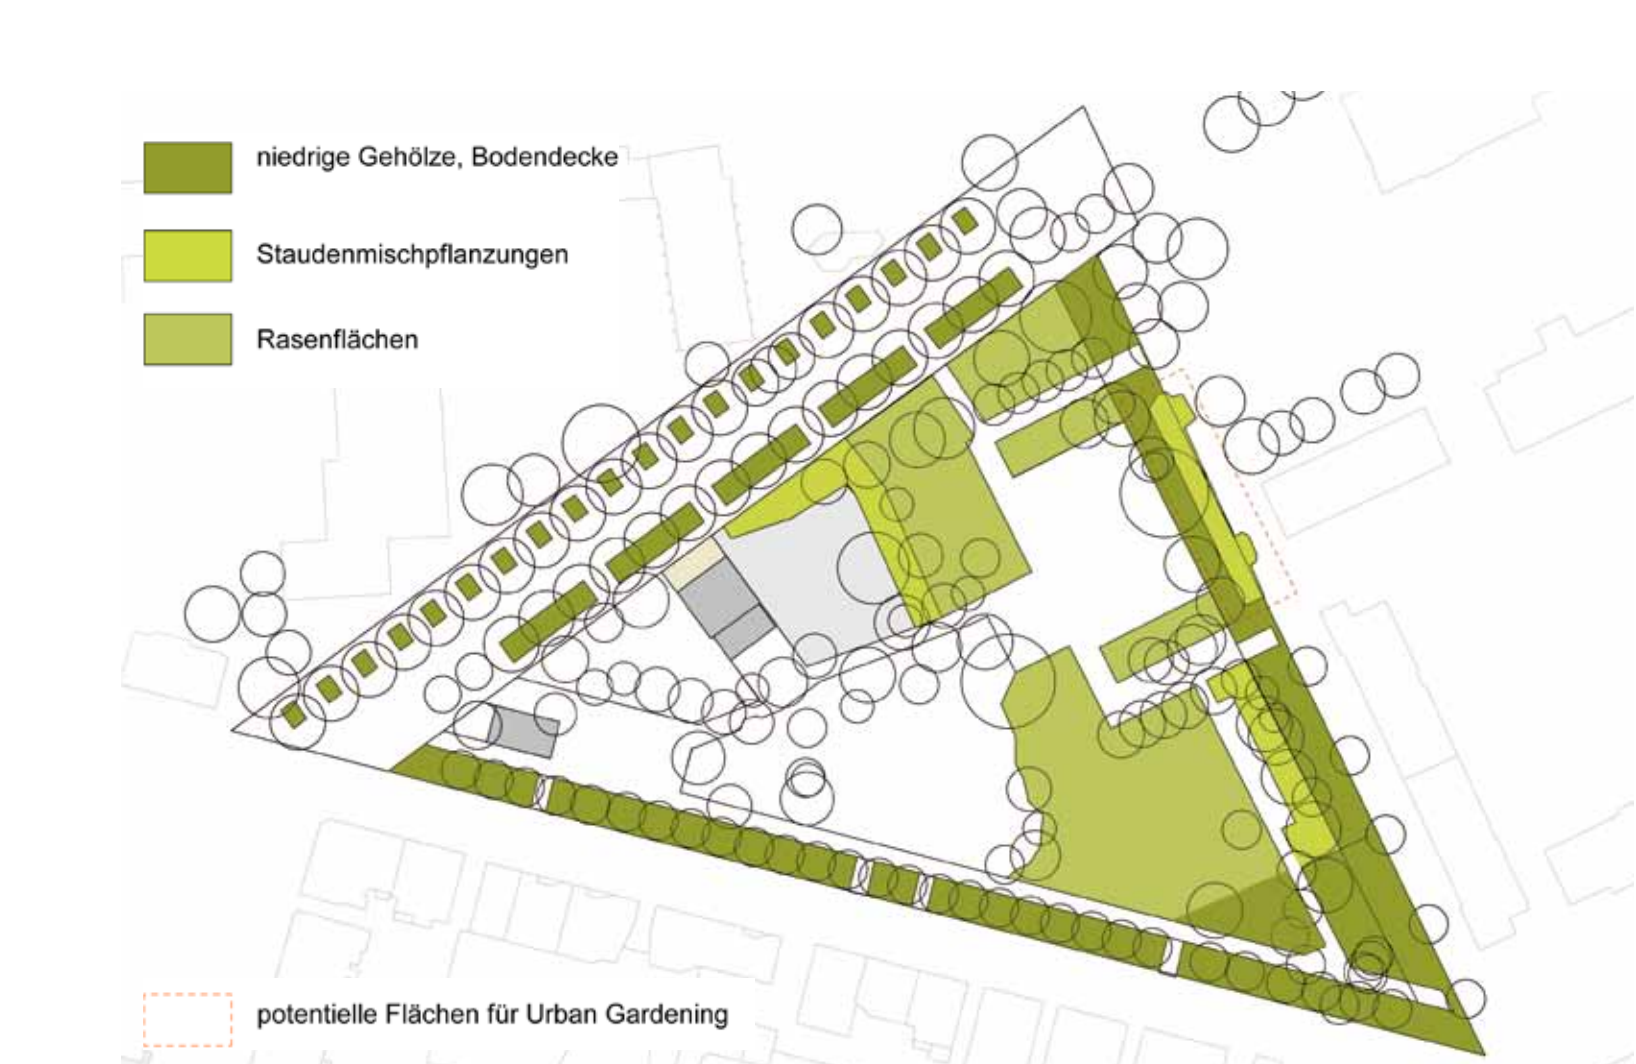 niedrige Gehölze, Bodendecke
Staudenmischpflanzungen
Rasenflächen
potentielle Flächen für Urban Gardening